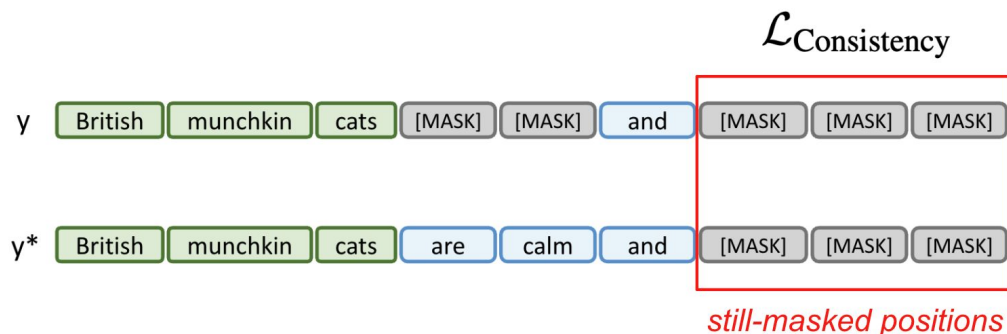 ℒConsistency
y British munchkin cats [MASK] [MASK] and [MASK] [MASK] [MASK]
y* British munchkin cats are calm and [MASK] [MASK] [MASK]
still-masked positions